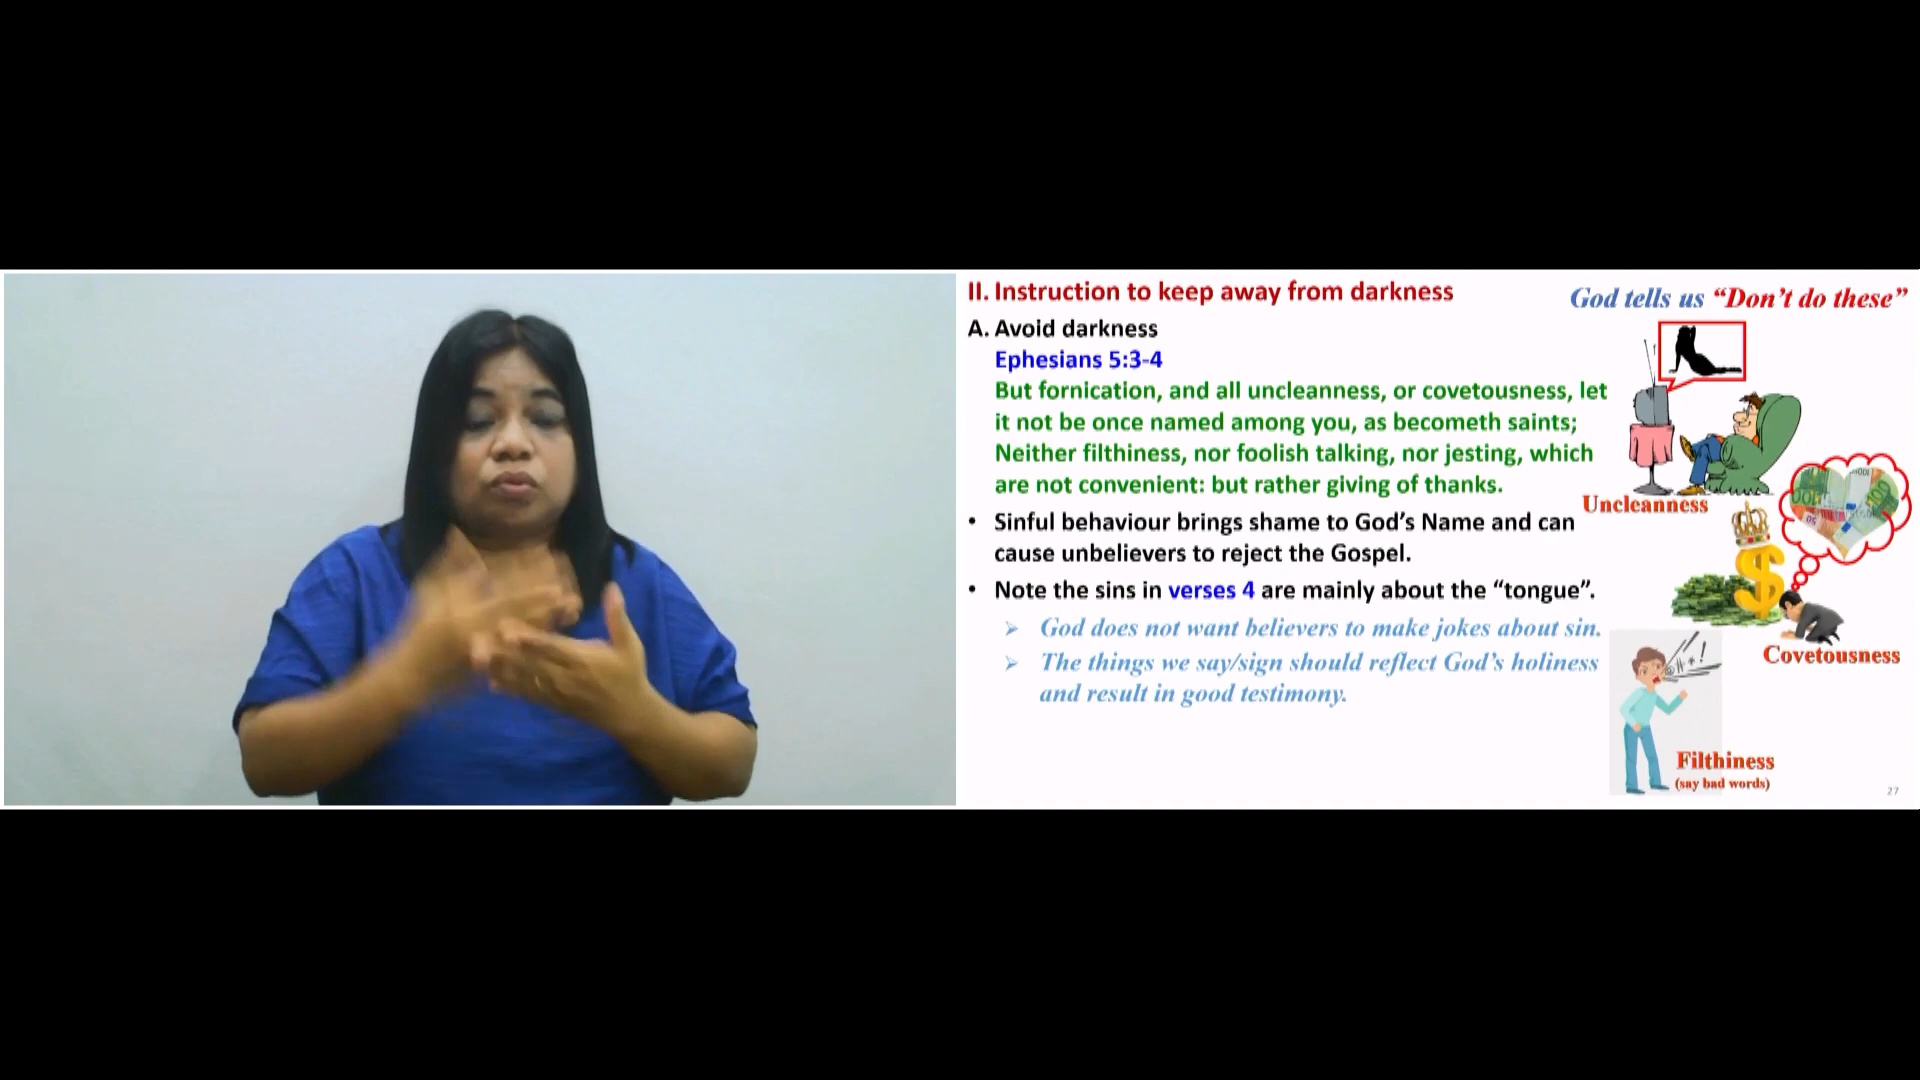 II. Instruction to keep away from darkness
A. Avoid darkness
Ephesians 5:3-4
But fornication, and all uncleanness, or covetousness, let
it not be once named among you, as becometh saints;
Neither filthiness, nor foolish talking, nor jesting, which
are not convenient: but rather giving of thanks.
• Sinful behaviour brings shame to God’s Name and can
cause unbelievers to reject the Gospel.
• Note the sins in verses 4 are mainly about the “tongue”.
➢ God does not want believers to make jokes about sin.
➢ The things we say/sign should reflect God’s holiness
and result in good testimony.
God tells us “Don’t do these”
Uncleanness
Covetousness
Filthiness
(say bad words)
27